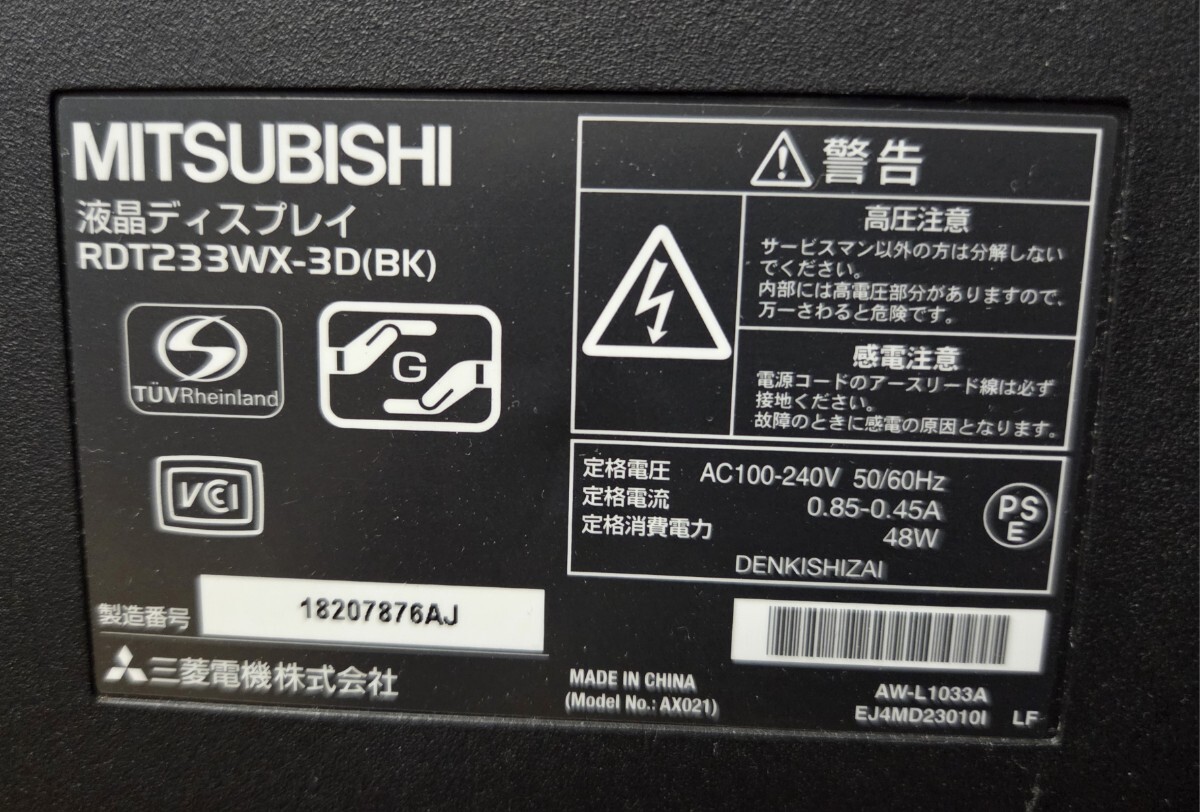 MITSUBISHI
液晶ディスプレイ
RDT233WX-3D(BK)
TÜVRheinland
G
VCCI
製造番号
18207876AJ
三菱電機株式会社
警告
高圧注意
サービスマン以外の方は分解しない
でください。
内部には高電圧部分がありますので、
万一さわると危険です。
感電注意
電源コードのアースリード線は必ず
接地ください。
故障のときに感電の原因となります。
定格電圧 AC100-240V 50/60Hz
定格電流 0.85-0.45A
定格消費電力 48W
PS
E
DENKISHIZAI
MADE IN CHINA
(Model No.: AX021)
AW-L1033A
EJ4MD23010I LF